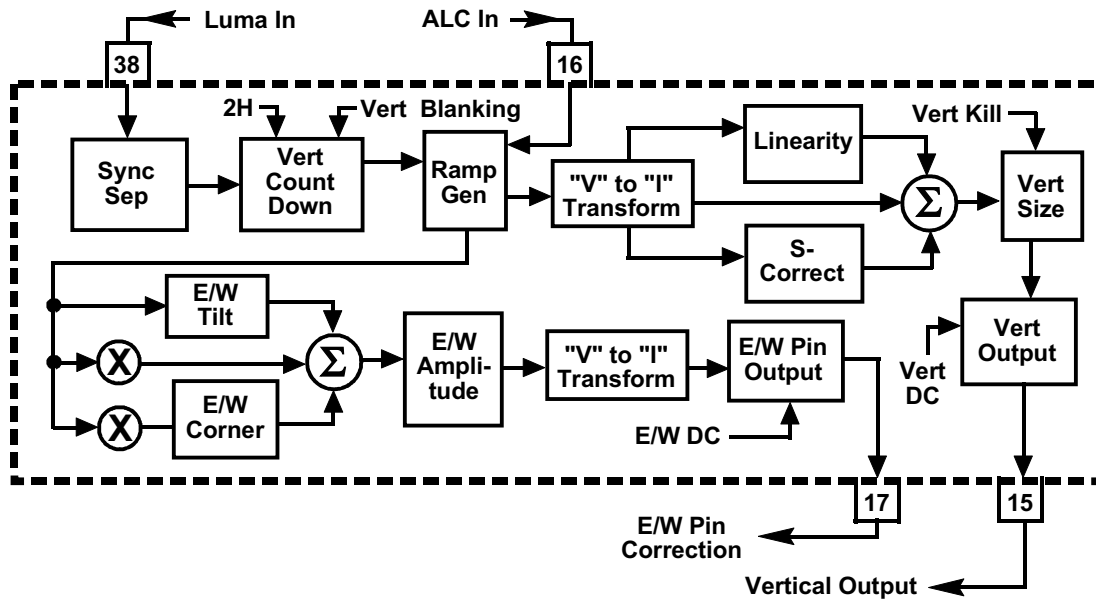 Luma In
ALC In
38
16
2H
Vert Blanking
Vert Kill
Sync
Sep
Vert
Count
Down
Ramp
Gen
"V" to "I"
Transform
Linearity
Σ
Vert
Size
S-
Correct
E/W
Tilt
X
Σ
E/W
Ampli-
tude
"V" to "I"
Transform
E/W Pin
Output
Vert
DC
Vert
Output
X
E/W
Corner
E/W DC
17
15
E/W Pin
Correction
Vertical Output